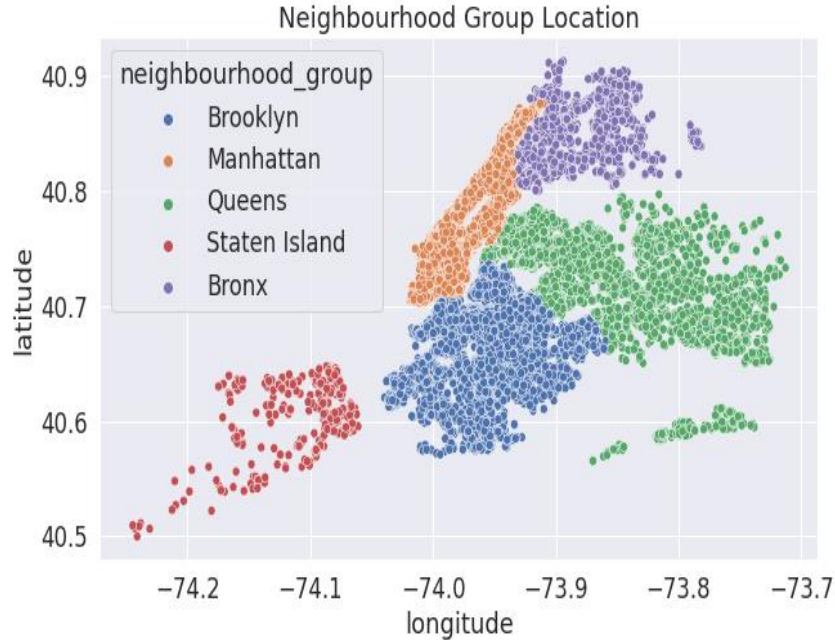 Neighbourhood Group Location
neighbourhood_group
Brooklyn
Manhattan
Queens
Staten Island
Bronx
latitude
40.9
40.8
40.7
40.6
40.5
−74.2
−74.1
−74.0
−73.9
−73.8
−73.7
longitude